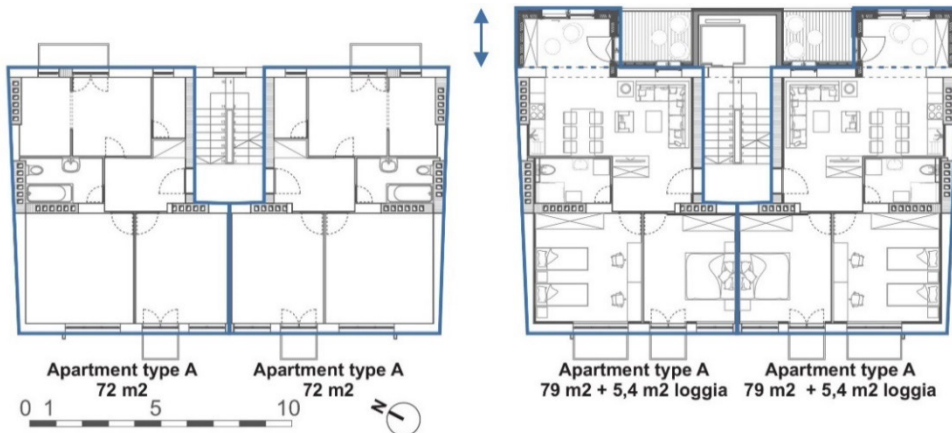 Apartment type A
72 m2
Apartment type A
72 m2
Apartment type A
79 m2 + 5,4 m2 loggia
Apartment type A
79 m2 + 5,4 m2 loggia
0 1 5 10
N